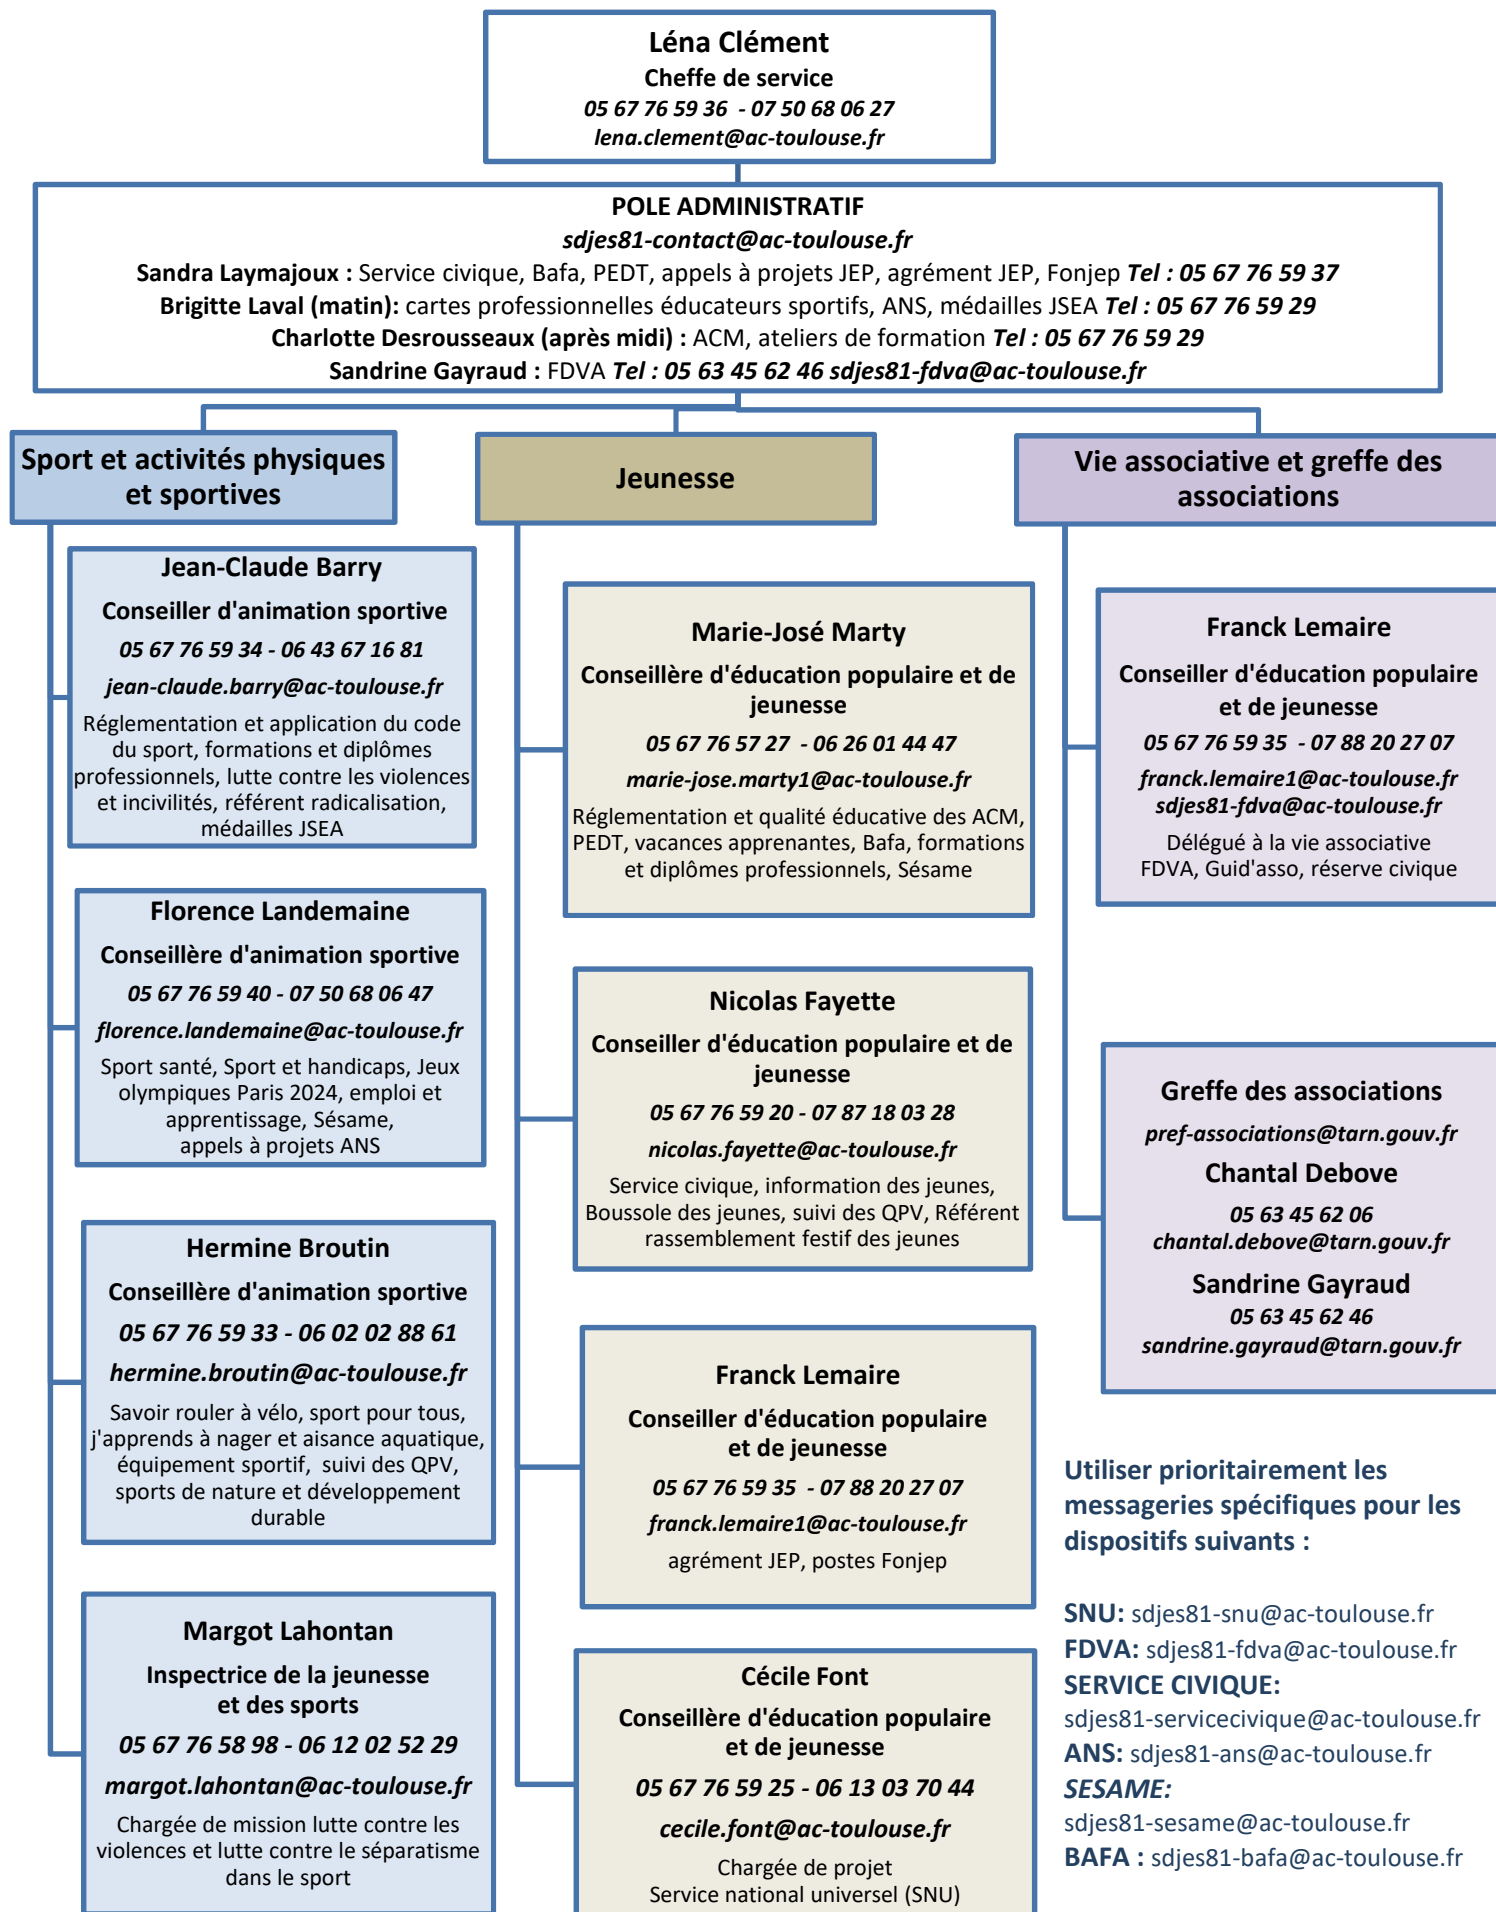 Léna Clément
Cheffe de service
05 67 76 59 36 - 07 50 68 06 27
lena.clement@ac-toulouse.fr
POLE ADMINISTRATIF
sdjes81-contact@ac-toulouse.fr
Sandra Laymajoux : Service civique, Bafa, PEDT, appels à projets JEP, agrément JEP, Fonjep Tel : 05 67 76 59 37
Brigitte Laval (matin): cartes professionnelles éducateurs sportifs, ANS, médailles JSEA Tel : 05 67 76 59 29
Charlotte Desrousseaux (après midi) : ACM, ateliers de formation Tel : 05 67 76 59 29
Sandrine Gayraud : FDVA Tel : 05 63 45 62 46 sdjes81-fdva@ac-toulouse.fr
Sport et activités physiques
et sportives
Jean-Claude Barry
Conseiller d'animation sportive
05 67 76 59 34 - 06 43 67 16 81
jean-claude.barry@ac-toulouse.fr
Réglementation et application du code
du sport, formations et diplômes
professionnels, lutte contre les violences
et incivilités, référent radicalisation,
médailles JSEA
Florence Landemaine
Conseillère d'animation sportive
05 67 76 59 40 - 07 50 68 06 47
florence.landemaine@ac-toulouse.fr
Sport santé, Sport et handicaps, Jeux
olympiques Paris 2024, emploi et
apprentissage, Sésame,
appels à projets ANS
Hermine Broutin
Conseillère d'animation sportive
05 67 76 59 33 - 06 02 02 88 61
hermine.broutin@ac-toulouse.fr
Savoir rouler à vélo, sport pour tous,
j'apprends à nager et aisance aquatique,
équipement sportif, suivi des QPV,
sports de nature et développement
durable
Margot Lahontan
Inspectrice de la jeunesse
et des sports
05 67 76 58 98 - 06 12 02 52 29
margot.lahontan@ac-toulouse.fr
Chargée de mission lutte contre les
violences et lutte contre le séparatisme
dans le sport
Jeunesse
Marie-José Marty
Conseillère d'éducation populaire et de
jeunesse
05 67 76 57 27 - 06 26 01 44 47
marie-jose.marty1@ac-toulouse.fr
Réglementation et qualité éducative des ACM,
PEDT, vacances apprenantes, Bafa, formations
et diplômes professionnels, Sésame
Nicolas Fayette
Conseiller d'éducation populaire et de
jeunesse
05 67 76 59 20 - 07 87 18 03 28
nicolas.fayette@ac-toulouse.fr
Service civique, information des jeunes,
Boussole des jeunes, suivi des QPV, Référent
rassemblement festif des jeunes
Franck Lemaire
Conseiller d'éducation populaire
et de jeunesse
05 67 76 59 35 - 07 88 20 27 07
franck.lemaire1@ac-toulouse.fr
agrément JEP, postes Fonjep
Cécile Font
Conseillère d'éducation populaire
et de jeunesse
05 67 76 59 25 - 06 13 03 70 44
cecile.font@ac-toulouse.fr
Chargée de projet
Service national universel (SNU)
Vie associative et greffe des
associations
Franck Lemaire
Conseiller d'éducation populaire
et de jeunesse
05 67 76 59 35 - 07 88 20 27 07
franck.lemaire1@ac-toulouse.fr
sdjes81-fdva@ac-toulouse.fr
Délégué à la vie associative
FDVA, Guid'asso, réserve civique
Greffe des associations
pref-associations@tarn.gouv.fr
Chantal Debove
05 63 45 62 06
chantal.debove@tarn.gouv.fr
Sandrine Gayraud
05 63 45 62 46
sandrine.gayraud@tarn.gouv.fr
Utiliser prioritairement les
messageries spécifiques pour les
dispositifs suivants :
SNU: sdjes81-snu@ac-toulouse.fr
FDVA: sdjes81-fdva@ac-toulouse.fr
SERVICE CIVIQUE:
sdjes81-servicecivique@ac-toulouse.fr
ANS: sdjes81-ans@ac-toulouse.fr
SESAME:
sdjes81-sesame@ac-toulouse.fr
BAFA : sdjes81-bafa@ac-toulouse.fr